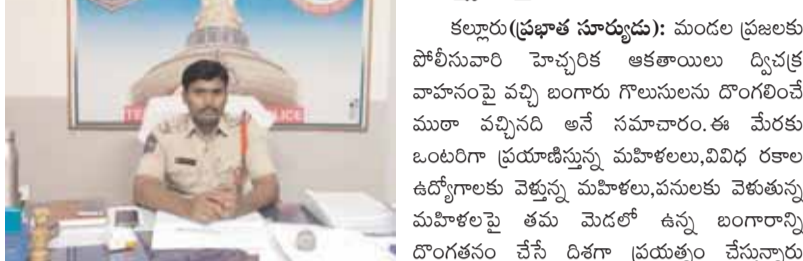 కల్లూరు(ప్రభాత సూర్యుడు): మండల ప్రజలకు
పోలీసువారి హెచ్చరిక ఆకతాయిలు ద్విచక్ర
వాహనంపై వచ్చి బంగారు గొలుసులను దొంగలించే
ముఠా వచ్చినది అనే సమాచారం.ఈ మేరకు
ఒంటరిగా ప్రయాణిస్తున్న మహిళలలు,వివిధ రకాల
ఉద్యోగాలకు వెళ్తున్న మహిళలు,పనులకు వెళుతున్న
మహిళలపై తమ మెడలో ఉన్న బంగారాన్ని
దొంగతనం చేసే దిశగా ప్రయత్నం చేస్తున్నారు